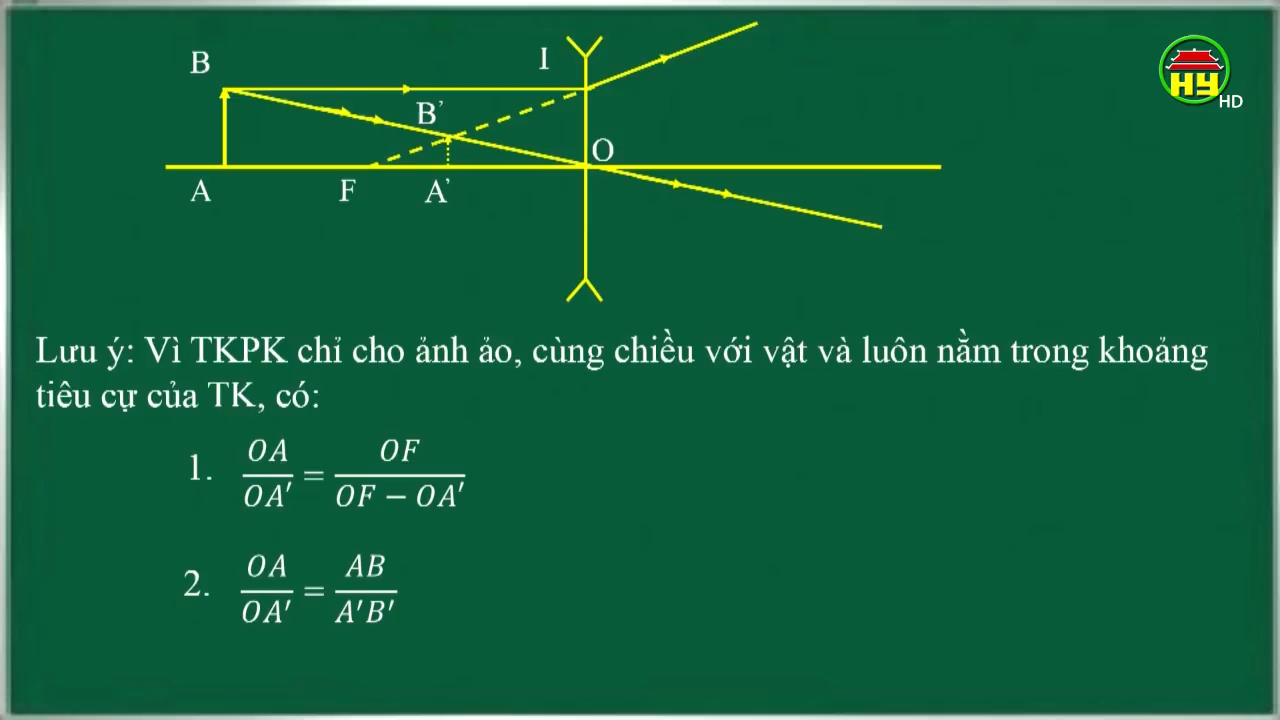 B
I
HY
HD
B’
O
A
F
A’
Lưu ý: Vì TKPK chỉ cho ảnh ảo, cùng chiều với vật và luôn nằm trong khoảng
tiêu cự của TK, có:
1. OA/OA′ = OF/(OF − OA′)
2. OA/OA′ = AB/A′B′